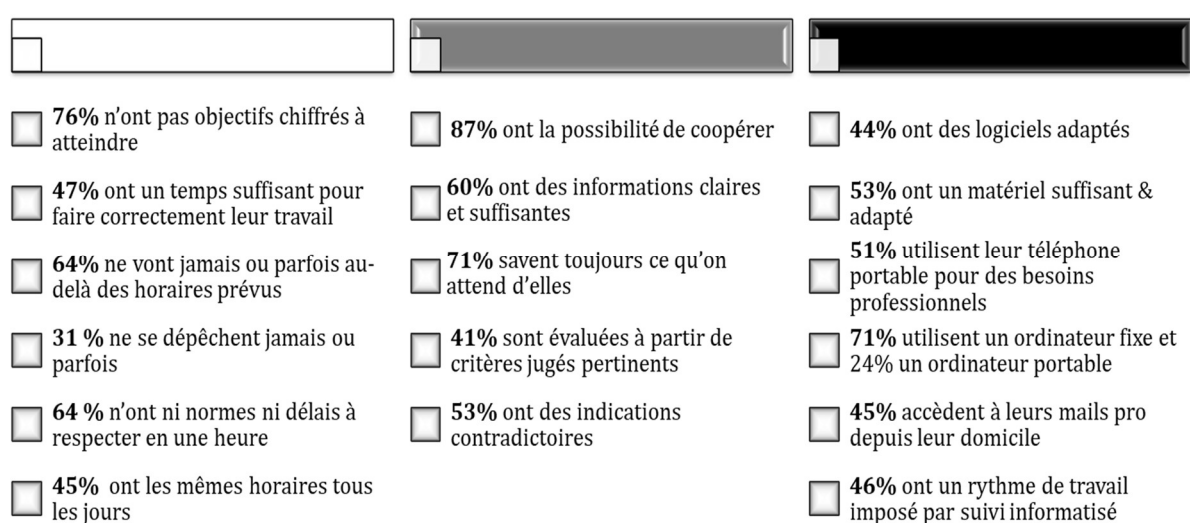 76% n'ont pas objectifs chiffrés à
atteindre
47% ont un temps suffisant pour
faire correctement leur travail
64% ne vont jamais ou parfois au-
delà des horaires prévus
31 % ne se dépêchent jamais ou
parfois
64 % n'ont ni normes ni délais à
respecter en une heure
45% ont les mêmes horaires tous
les jours
87% ont la possibilité de coopérer
60% ont des informations claires
et suffisantes
71% savent toujours ce qu'on
attend d'elles
41% sont évaluées à partir de
critères jugés pertinents
53% ont des indications
contradictoires
44% ont des logiciels adaptés
53% ont un matériel suffisant &
adapté
51% utilisent leur téléphone
portable pour des besoins
professionnels
71% utilisent un ordinateur fixe et
24% un ordinateur portable
45% accèdent à leurs mails pro
depuis leur domicile
46% ont un rythme de travail
imposé par suivi informatisé